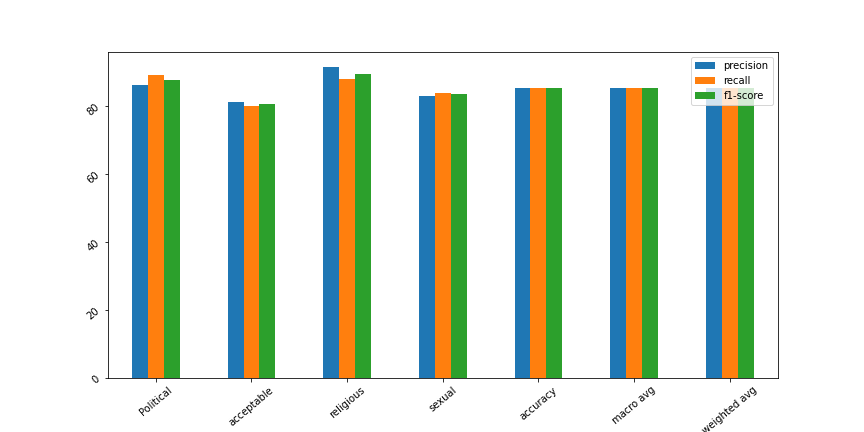 precision
recall
f1-score
80
60
40
20
0
Political
acceptable
religious
sexual
accuracy
macro avg
weighted avg